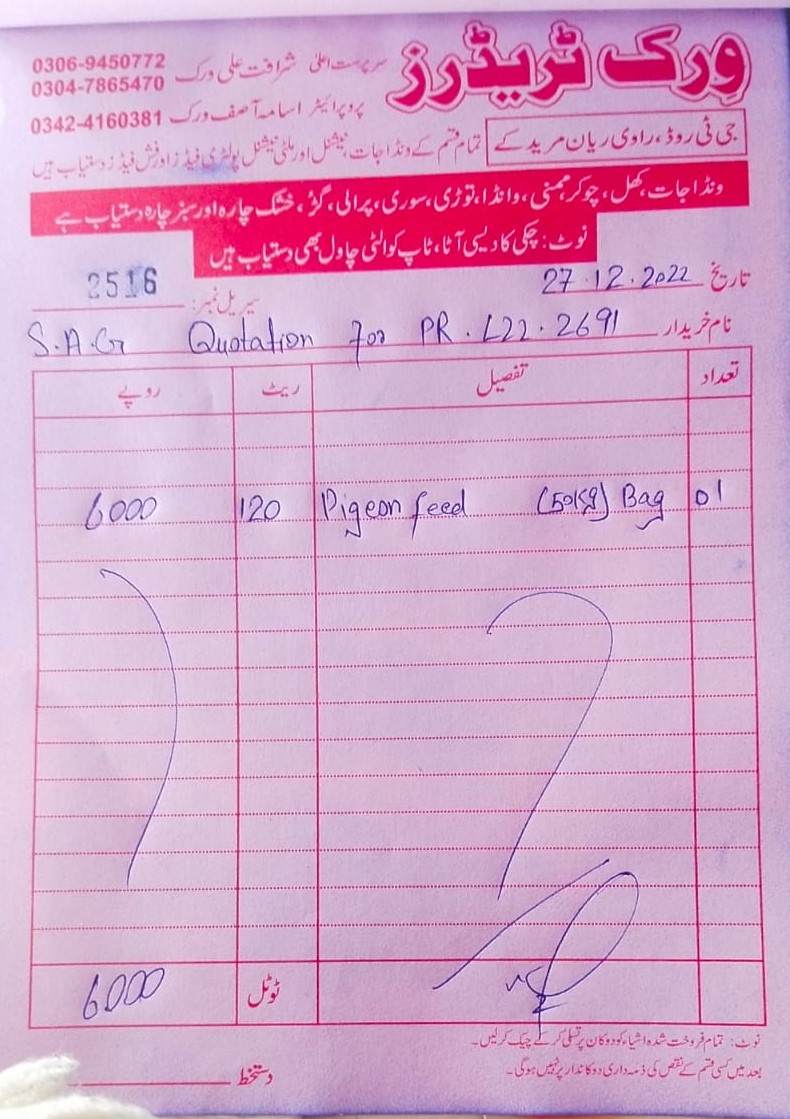 ورک ٹریڈرز
سرپرست اعلیٰ شرافت علی ورک 0306-9450772
0304-7865470
پروپرائیٹر اسامہ آصف ورک 0342-4160381
جی ٹی روڈ، راوی ریان مریدکے
تمام قسم کے ونڈا جات، نیشنل اور ملٹی نیشنل پولٹری فیڈز اور فش فیڈز دستیاب ہیں
ونڈا جات، کھل، چوکر، ممنی، وانڈا، توڑی، سوری، پرالی، گڑ، خشک چارہ اور سبز چارہ دستیاب ہے
نوٹ: چکی کا دیسی آٹا، ٹاپ کوالٹی چاول بھی دستیاب ہیں
تاریخ 27.12.2022
سیریل نمبر: 2516
نام خریدار S.A.G Quotation for PR.L22.2691
تعداد تفصیل ریٹ روپے
01 Pigeon feed (50kg) Bag 120 6000
ٹوٹل 6000
نوٹ: تمام فروخت شدہ اشیاء کو دوکان پر تسلی کر کے چیک کر لیں۔
بعد میں کسی قسم کے نقص کی ذمہ داری دوکاندار پر نہیں ہوگی۔
دستخط